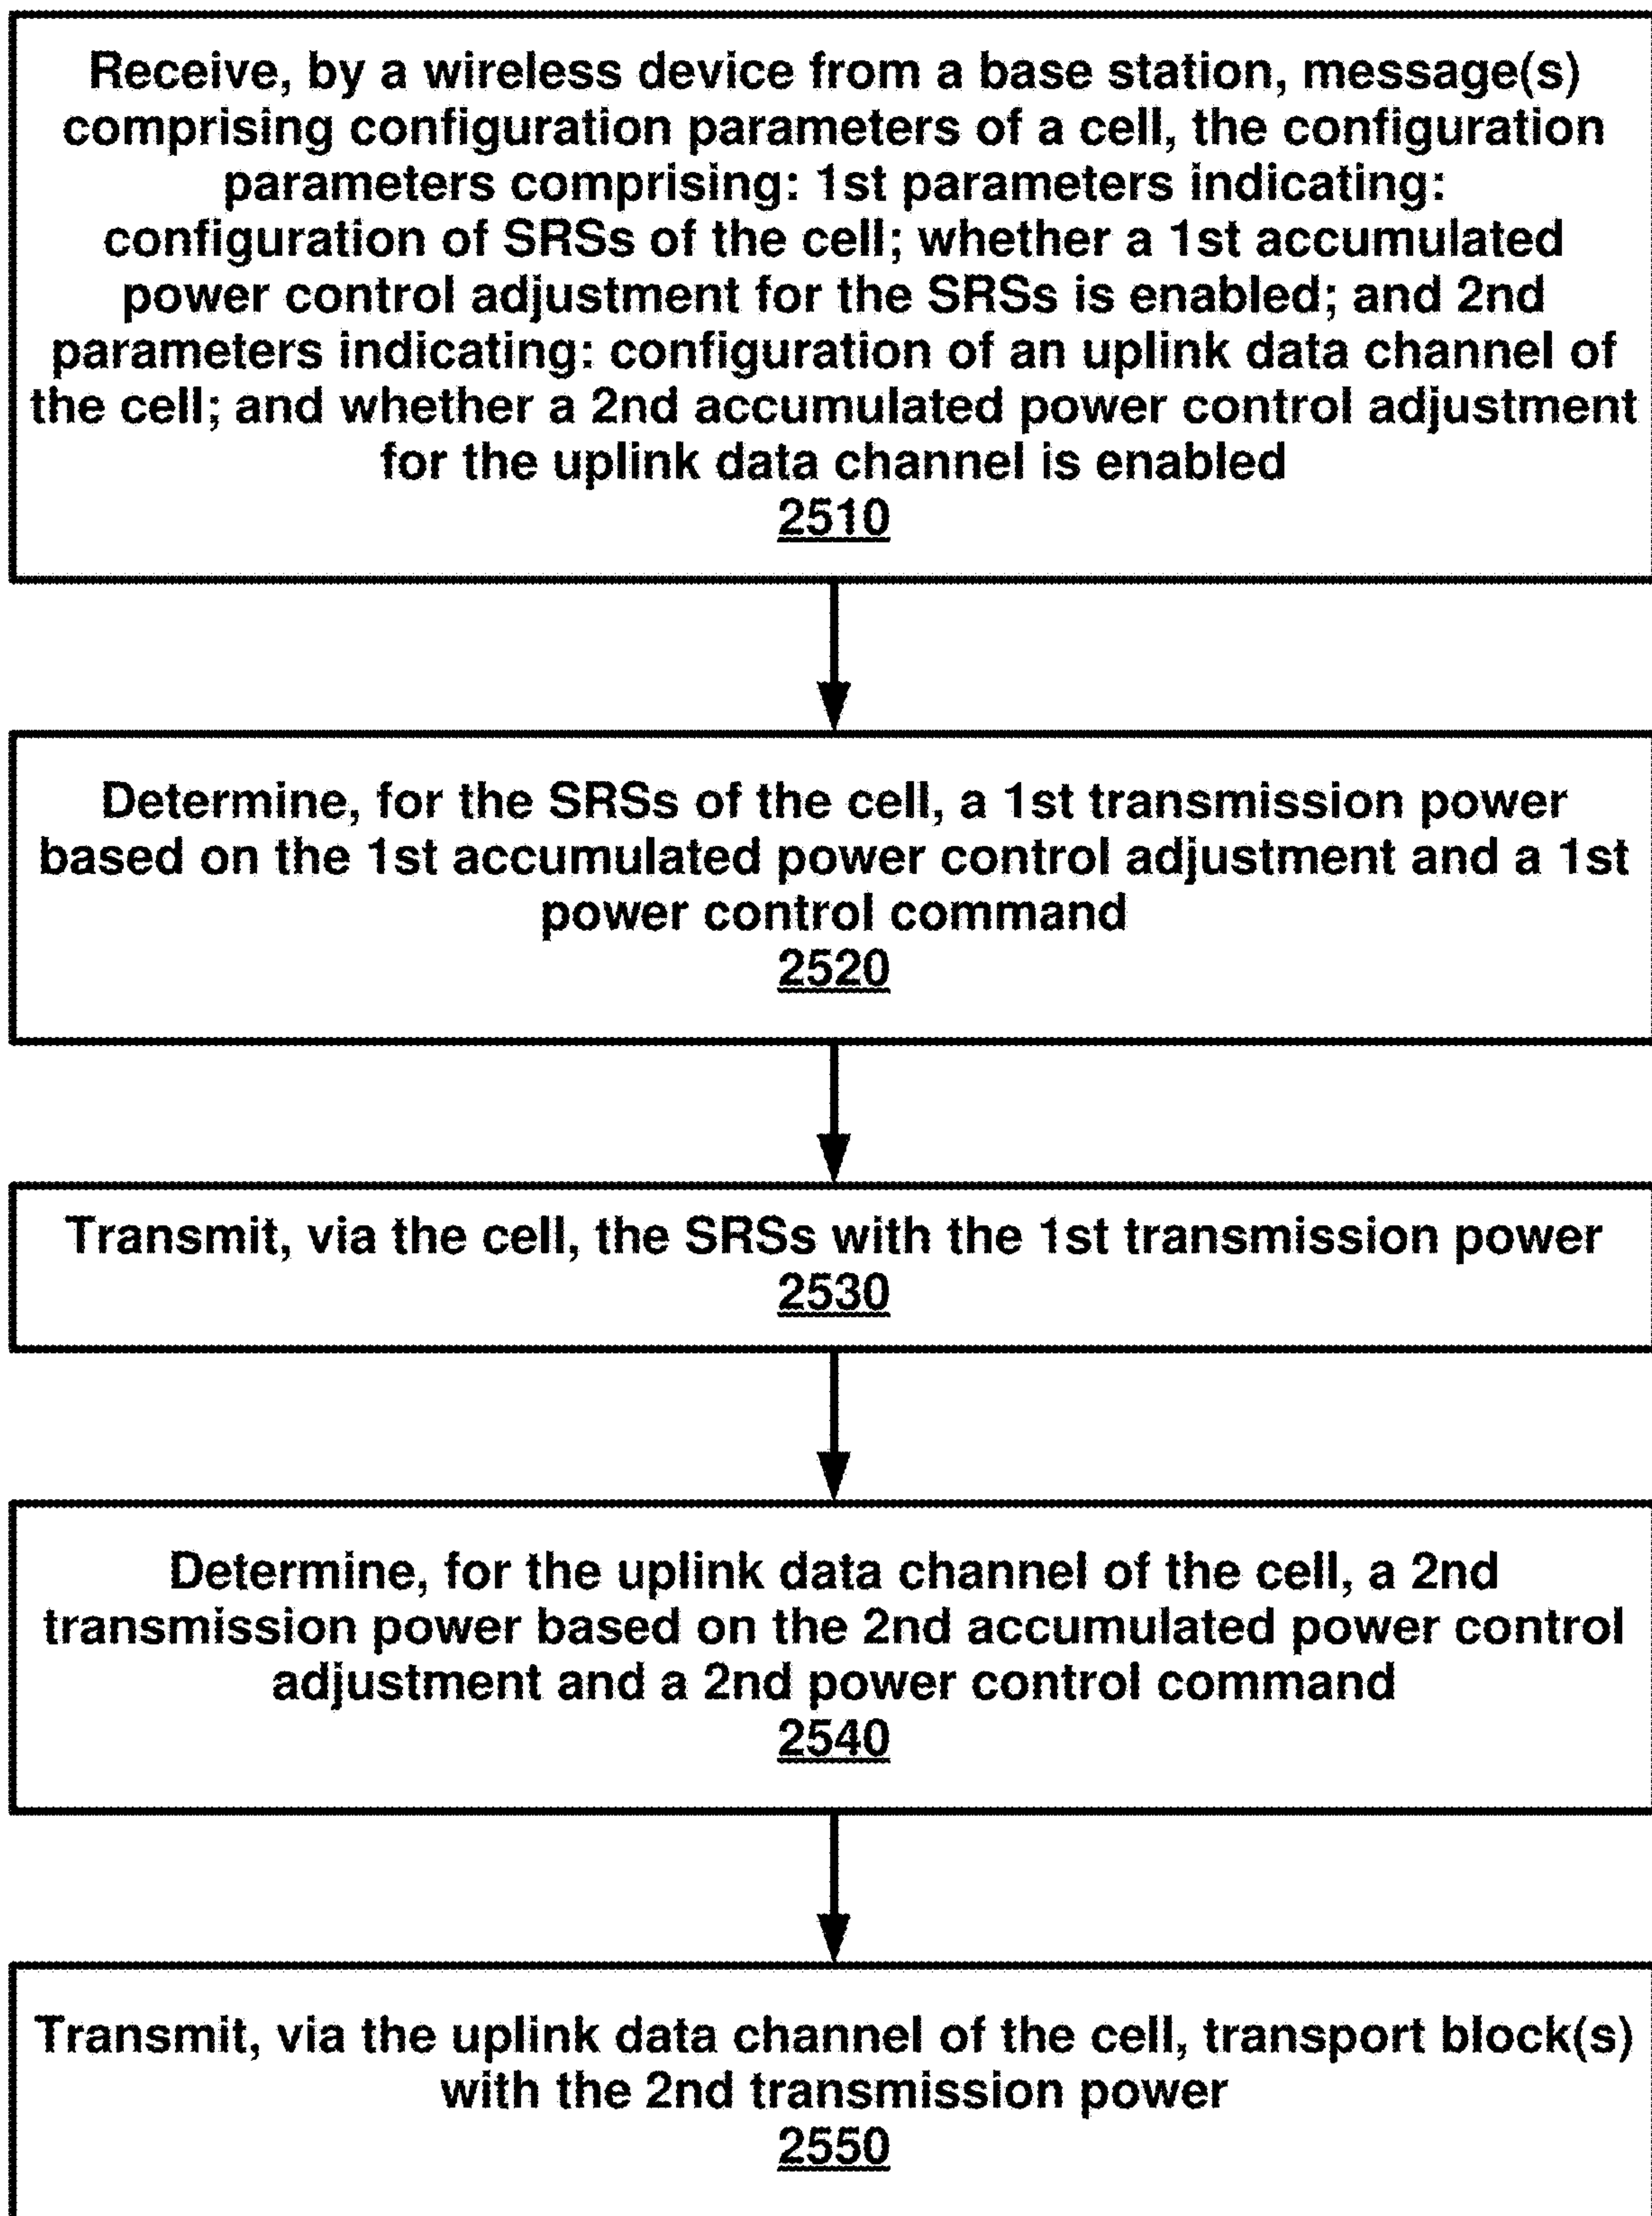 Receive, by a wireless device from a base station, message(s)
comprising configuration parameters of a cell, the configuration
parameters comprising: 1st parameters indicating:
configuration of SRSs of the cell; whether a 1st accumulated
power control adjustment for the SRSs is enabled; and 2nd
parameters indicating: configuration of an uplink data channel of
the cell; and whether a 2nd accumulated power control adjustment
for the uplink data channel is enabled
2510
Determine, for the SRSs of the cell, a 1st transmission power
based on the 1st accumulated power control adjustment and a 1st
power control command
2520
Transmit, via the cell, the SRSs with the 1st transmission power
2530
Determine, for the uplink data channel of the cell, a 2nd
transmission power based on the 2nd accumulated power control
adjustment and a 2nd power control command
2540
Transmit, via the uplink data channel of the cell, transport block(s)
with the 2nd transmission power
2550